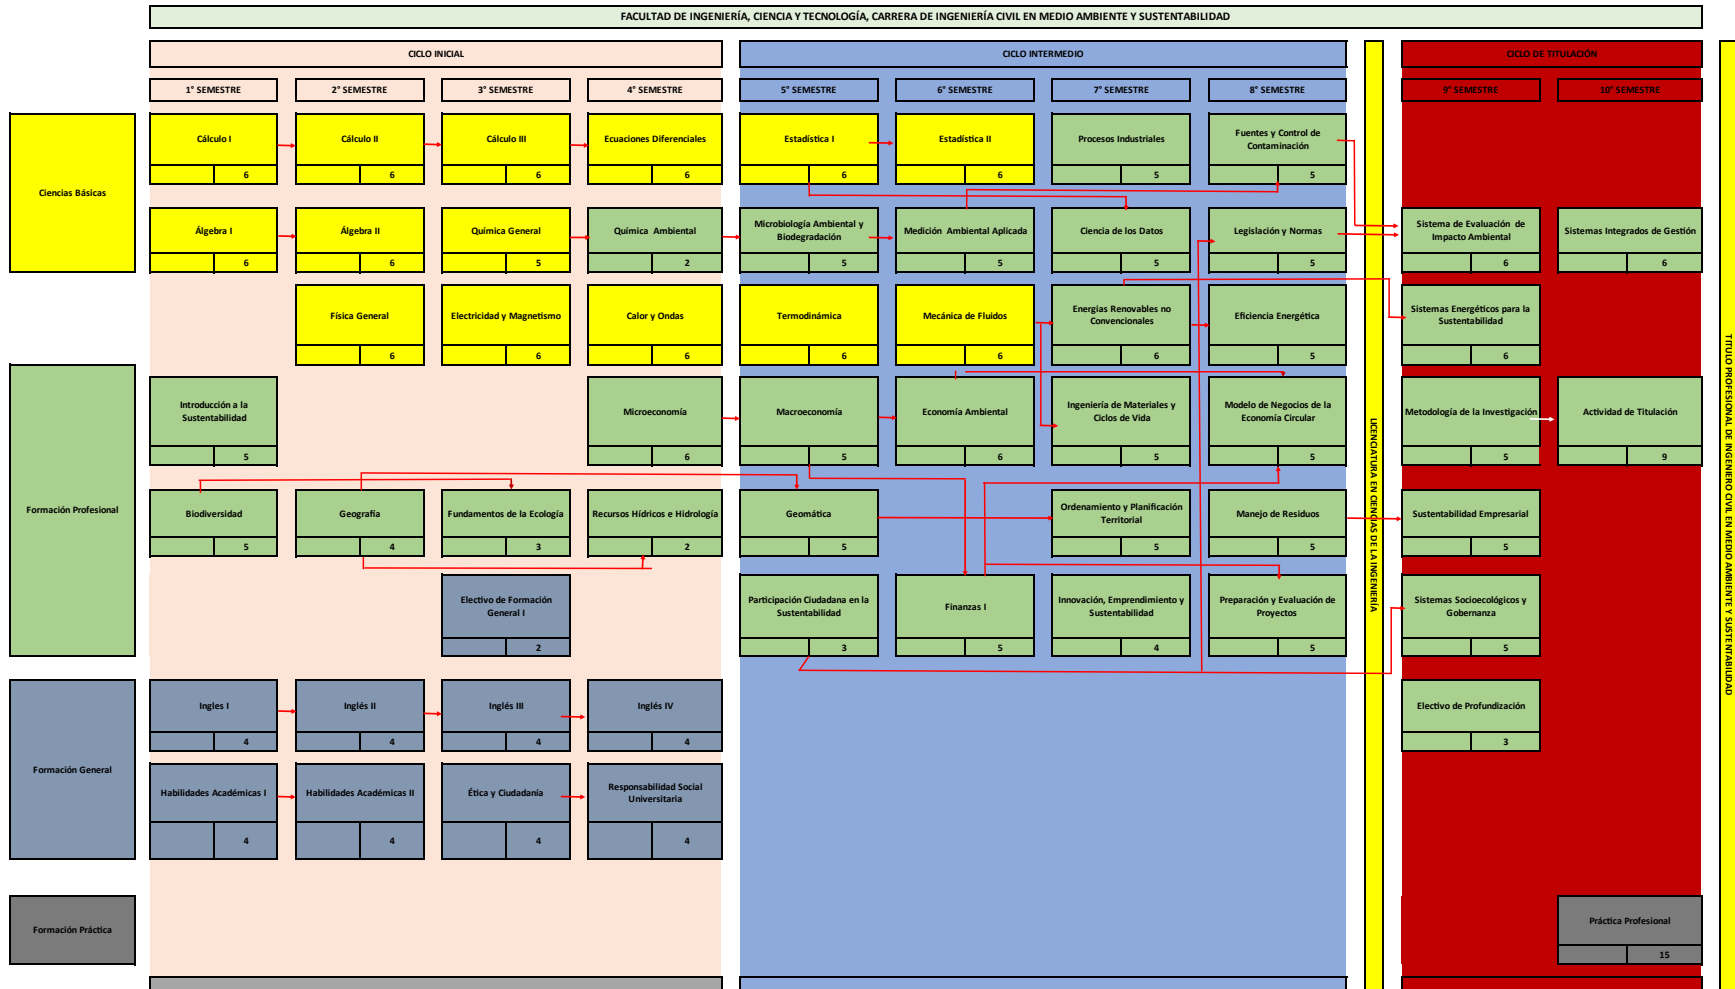 FACULTAD DE INGENIERÍA, CIENCIA Y TECNOLOGÍA, CARRERA DE INGENIERÍA CIVIL EN MEDIO AMBIENTE Y SUSTENTABILIDAD
CICLO INICIAL
CICLO INTERMEDIO
CICLO DE TITULACIÓN
1° SEMESTRE
2° SEMESTRE
3° SEMESTRE
4° SEMESTRE
5° SEMESTRE
6° SEMESTRE
7° SEMESTRE
8° SEMESTRE
9° SEMESTRE
10° SEMESTRE
Ciencias Básicas
Cálculo I
6
Cálculo II
6
Cálculo III
6
Ecuaciones Diferenciales
6
Estadística I
6
Estadística II
6
Procesos Industriales
5
Fuentes y Control de
Contaminación
5
Álgebra I
6
Álgebra II
6
Química General
5
Química Ambiental
2
Microbiología Ambiental y
Biodegradación
5
Medición Ambiental Aplicada
5
Ciencia de los Datos
5
Legislación y Normas
5
Sistema de Evaluación de
Impacto Ambiental
6
Sistemas Integrados de Gestión
6
Física General
6
Electricidad y Magnetismo
6
Calor y Ondas
6
Termodinámica
6
Mecánica de Fluidos
6
Energias Renovables no
Convencionales
6
Eficiencia Energética
5
Sistemas Energéticos para la
Sustentabilidad
6
Formación Profesional
Introducción a la
Sustentabilidad
5
Microeconomía
6
Macroeconomía
5
Economía Ambiental
6
Ingeniería de Materiales y
Ciclos de Vida
5
Modelo de Negocios de la
Economía Circular
5
Metodología de la Investigación
5
Actividad de Titulación
9
Biodiversidad
5
Geografía
4
Fundamentos de la Ecología
3
Recursos Hídricos e Hidrología
2
Geomática
5
Ordenamiento y Planificación
Territorial
5
Manejo de Residuos
5
Sustentabilidad Empresarial
5
Electivo de Formación
General I
2
Participación Ciudadana en la
Sustentabilidad
3
Finanzas I
5
Innovación, Emprendimiento y
Sustentabilidad
4
Preparación y Evaluación de
Proyectos
5
Sistemas Socioecológicos y
Gobernanza
5
Formación General
Ingles I
4
Inglés II
4
Inglés III
4
Inglés IV
4
Electivo de Profundización
3
Habilidades Académicas I
4
Habilidades Académicas II
4
Ética y Ciudadanía
4
Responsabilidad Social
Universitaria
4
Formación Práctica
Práctica Profesional
15
LICENCIATURA EN CIENCIAS DE LA INGENIERÍA
TITULO PROFESIONAL DE INGENIERO CIVIL EN MEDIO AMBIENTE Y SUSTENTABILIDAD